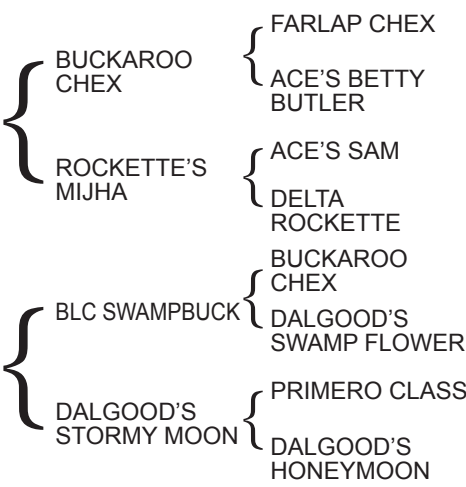 FARLAP CHEX
BUCKAROO
CHEX
ACE'S BETTY
BUTLER
ACE'S SAM
ROCKETTE'S
MIJHA
DELTA
ROCKETTE
BUCKAROO
CHEX
BLC SWAMPBUCK
DALGOOD'S
SWAMP FLOWER
PRIMERO CLASS
DALGOOD'S
STORMY MOON
DALGOOD'S
HONEYMOON